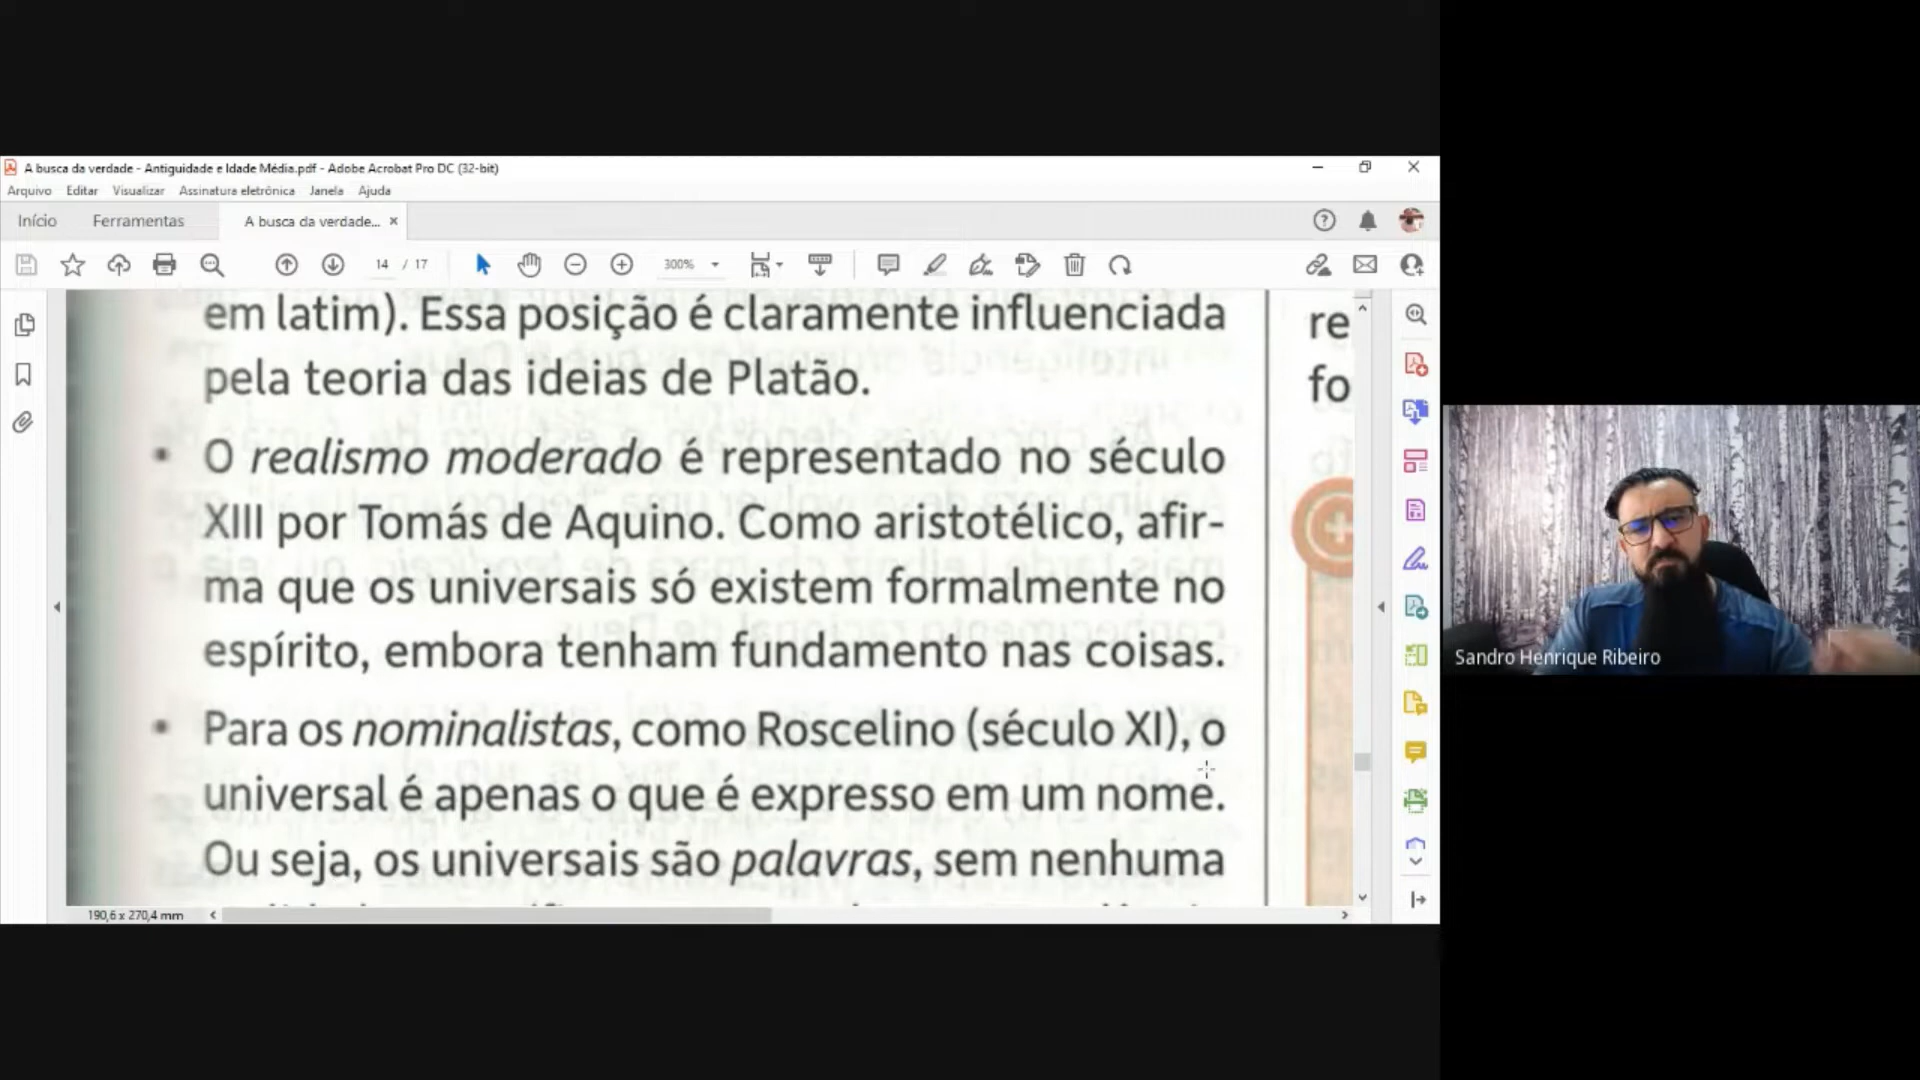 A busca da verdade - Antiguidade e Idade Média.pdf - Adobe Acrobat Pro DC (32-bit)
Arquivo Editar Visualizar Assinatura eletrônica Janela Ajuda
Início Ferramentas A busca da verdade... ×
14 / 17 300%
em latim). Essa posição é claramente influenciada
pela teoria das ideias de Platão.
• O realismo moderado é representado no século
XIII por Tomás de Aquino. Como aristotélico, afir-
ma que os universais só existem formalmente no
espírito, embora tenham fundamento nas coisas.
• Para os nominalistas, como Roscelino (século XI), o
universal é apenas o que é expresso em um nome.
Ou seja, os universais são palavras, sem nenhuma
re
fo
190,6 x 270,4 mm
Sandro Henrique Ribeiro